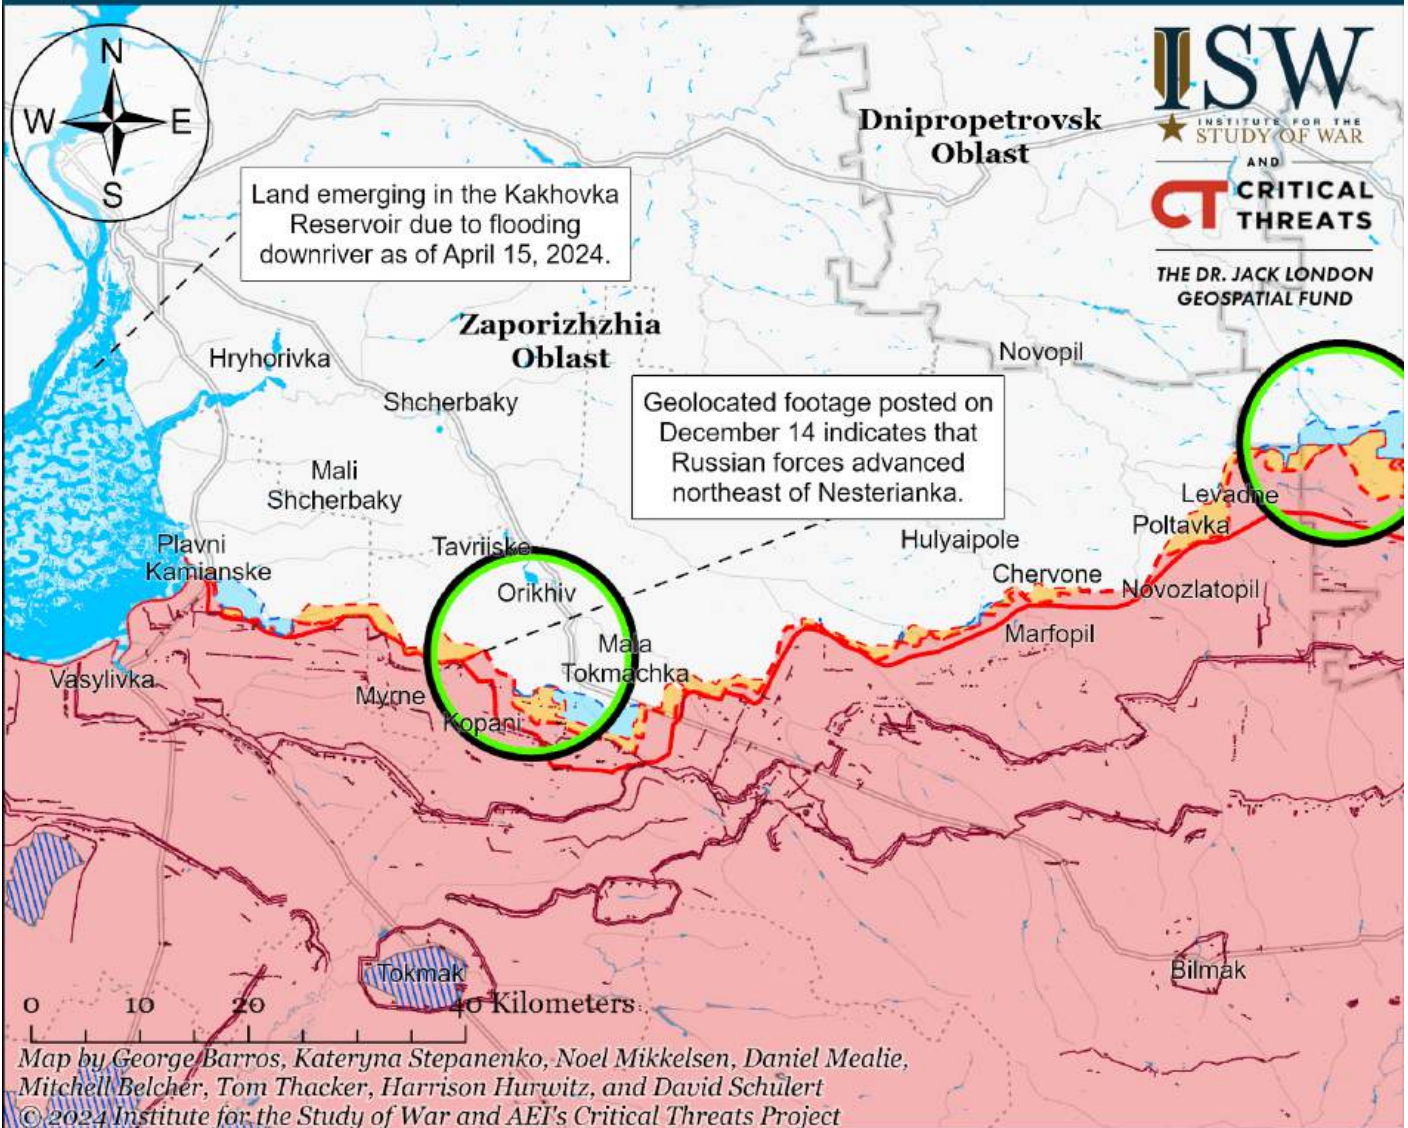 N
W
E
S
ISW
INSTITUTE FOR THE
STUDY OF WAR
AND
CT CRITICAL
THREATS
THE DR. JACK LONDON
GEOSPATIAL FUND
Dnipropetrovsk
Oblast
Land emerging in the Kakhovka
Reservoir due to flooding
downriver as of April 15, 2024.
Zaporizhzhia
Oblast
Hryhorivka
Novopil
Shcherbaky
Geolocated footage posted on
December 14 indicates that
Russian forces advanced
northeast of Nesterianka.
Mali
Shcherbaky
Levadne
Poltavka
Plavni
Kamianske
Tavriiske
Hulyaipole
Orikhiv
Chervone
Novozlatopil
Mala
Tokmachka
Marfopil
Vasylivka
Myrne
Kopani
Tokmak
Bilmak
0 10 20 40 Kilometers
Map by George Barros, Kateryna Stepanenko, Noel Mikkelsen, Daniel Mealie,
Mitchell Belcher, Tom Thacker, Harrison Hurwitz, and David Schulert
© 2024 Institute for the Study of War and AEI's Critical Threats Project